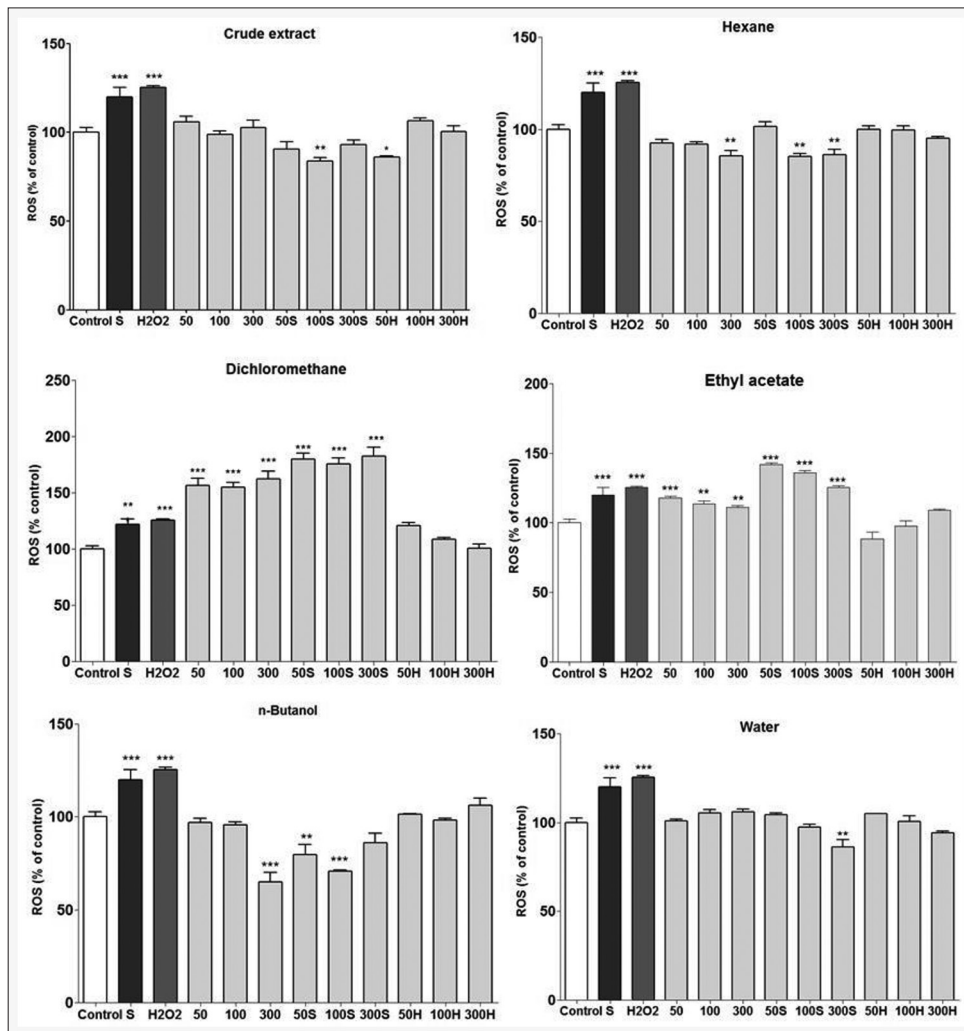 Crude extract
ROS (% of control)
150
100
50
0
*** *** ** *
Control S H2O2 50 100 300 50S 100S 300S 50H 100H 300H
Hexane
ROS (% of control)
150
100
50
0
*** *** ** ** **
Control S H2O2 50 100 300 50S 100S 300S 50H 100H 300H
Dichloromethane
ROS (% control)
250
200
150
100
50
0
** *** *** *** *** *** *** ***
Control S H2O2 50 100 300 50S 100S 300S 50H 100H 300H
Ethyl acetate
ROS (% of control)
200
150
100
50
0
*** *** *** ** ** *** *** ***
Control S H2O2 50 100 300 50S 100S 300S 50H 100H 300H
n-Butanol
ROS (% of control)
150
100
50
0
*** *** *** ** ***
Control S H2O2 50 100 300 50S 100S 300S 50H 100H 300H
Water
ROS (% of control)
150
100
50
0
*** *** **
Control S H2O2 50 100 300 50S 100S 300S 50H 100H 300H